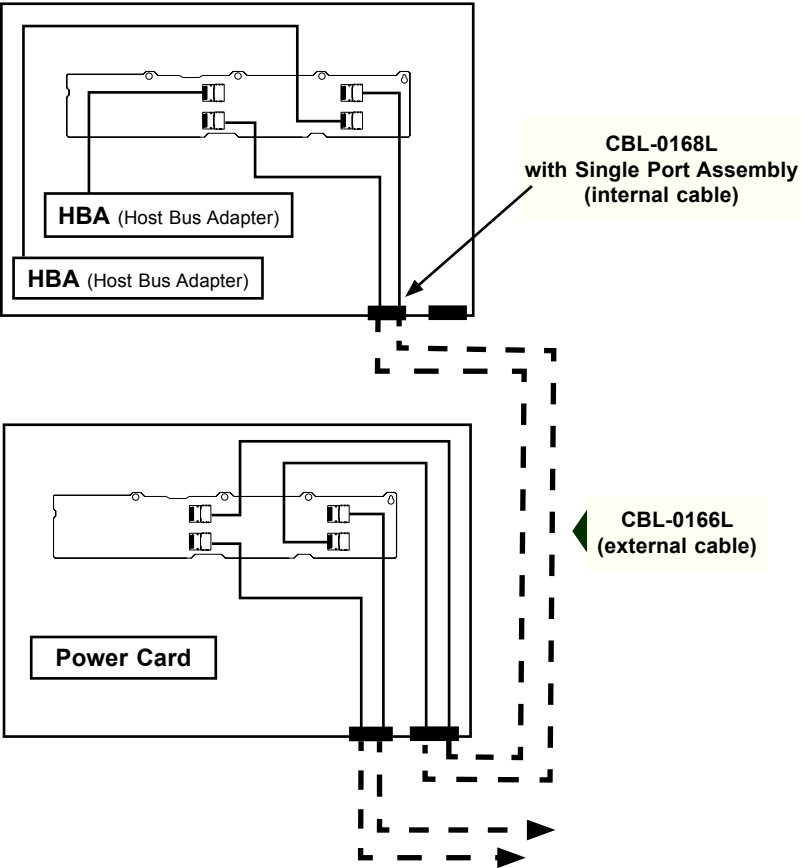 CBL-0168L
with Single Port Assembly
(internal cable)
HBA (Host Bus Adapter)
HBA (Host Bus Adapter)
CBL-0166L
(external cable)
Power Card